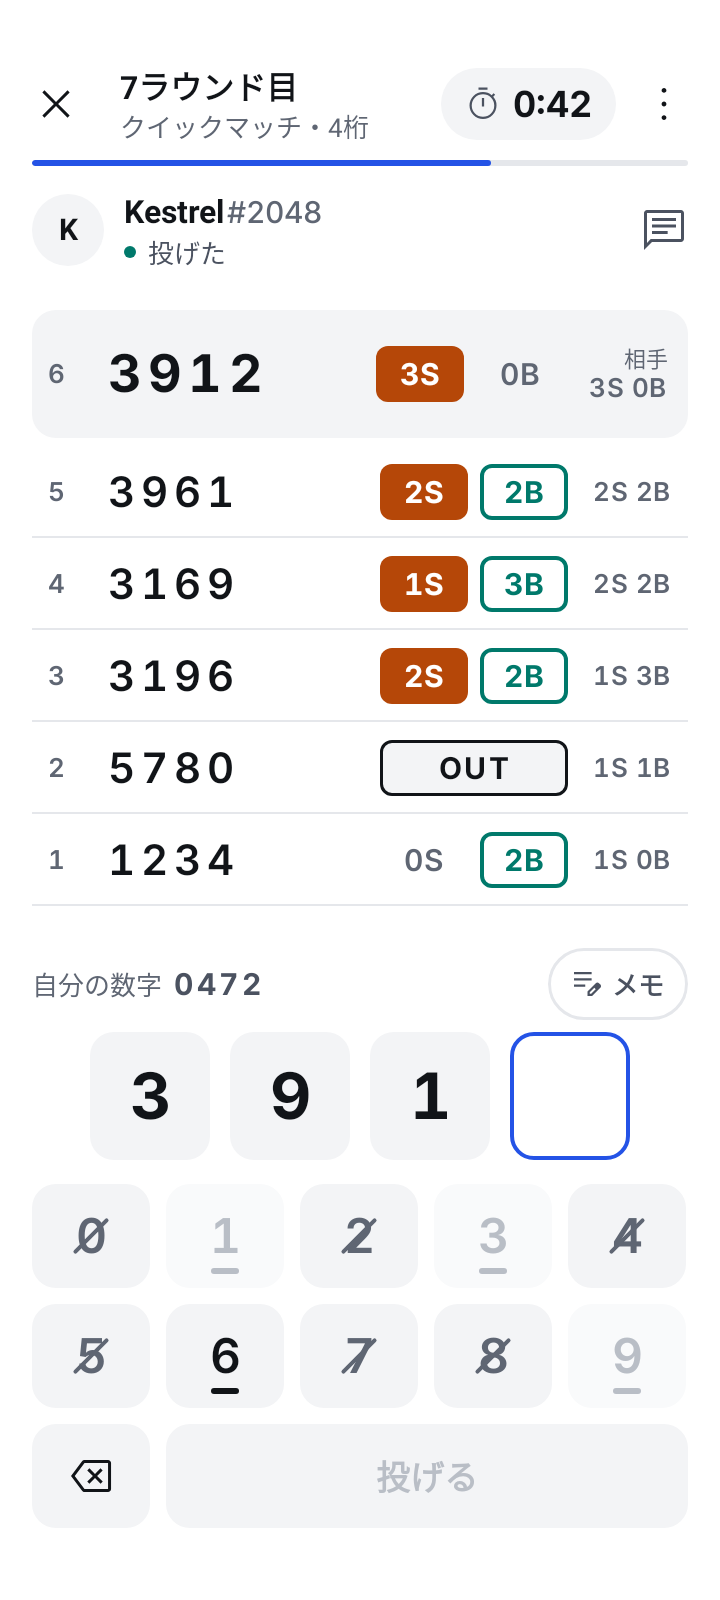 7ラウンド目
クイックマッチ・4桁
0:42
K
Kestrel#2048
投げた
6 3912 3S 0B 相手 3S 0B
5 3961 2S 2B 2S 2B
4 3169 1S 3B 2S 2B
3 3196 2S 2B 1S 3B
2 5780 OUT 1S 1B
1 1234 0S 2B 1S 0B
自分の数字 0472 メモ
3 9 1
0 1 2 3 4
5 6 7 8 9
投げる